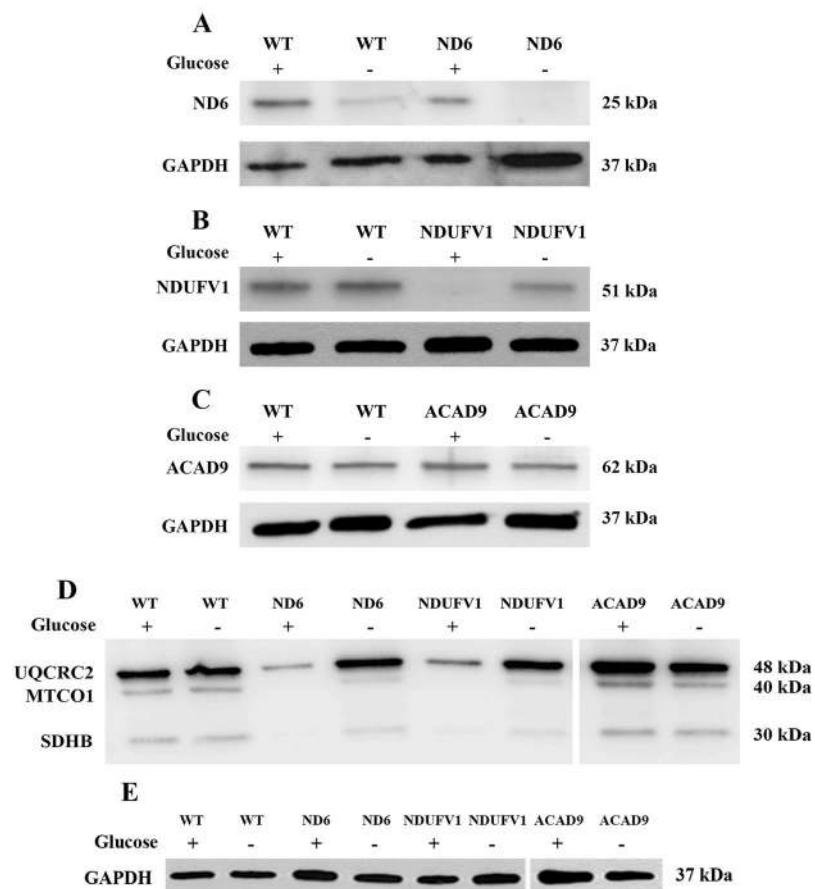 A
WT WT ND6 ND6
Glucose + - + -
ND6 25 kDa
GAPDH 37 kDa
B
WT WT NDUFV1 NDUFV1
Glucose + - + -
NDUFV1 51 kDa
GAPDH 37 kDa
C
WT WT ACAD9 ACAD9
Glucose + - + -
ACAD9 62 kDa
GAPDH 37 kDa
D
WT WT ND6 ND6 NDUFV1 NDUFV1 ACAD9 ACAD9
Glucose + - + - + - + -
UQCRC2 48 kDa
MTCO1 40 kDa
SDHB 30 kDa
E
WT WT ND6 ND6 NDUFV1 NDUFV1 ACAD9 ACAD9
Glucose + - + - + - + -
GAPDH 37 kDa